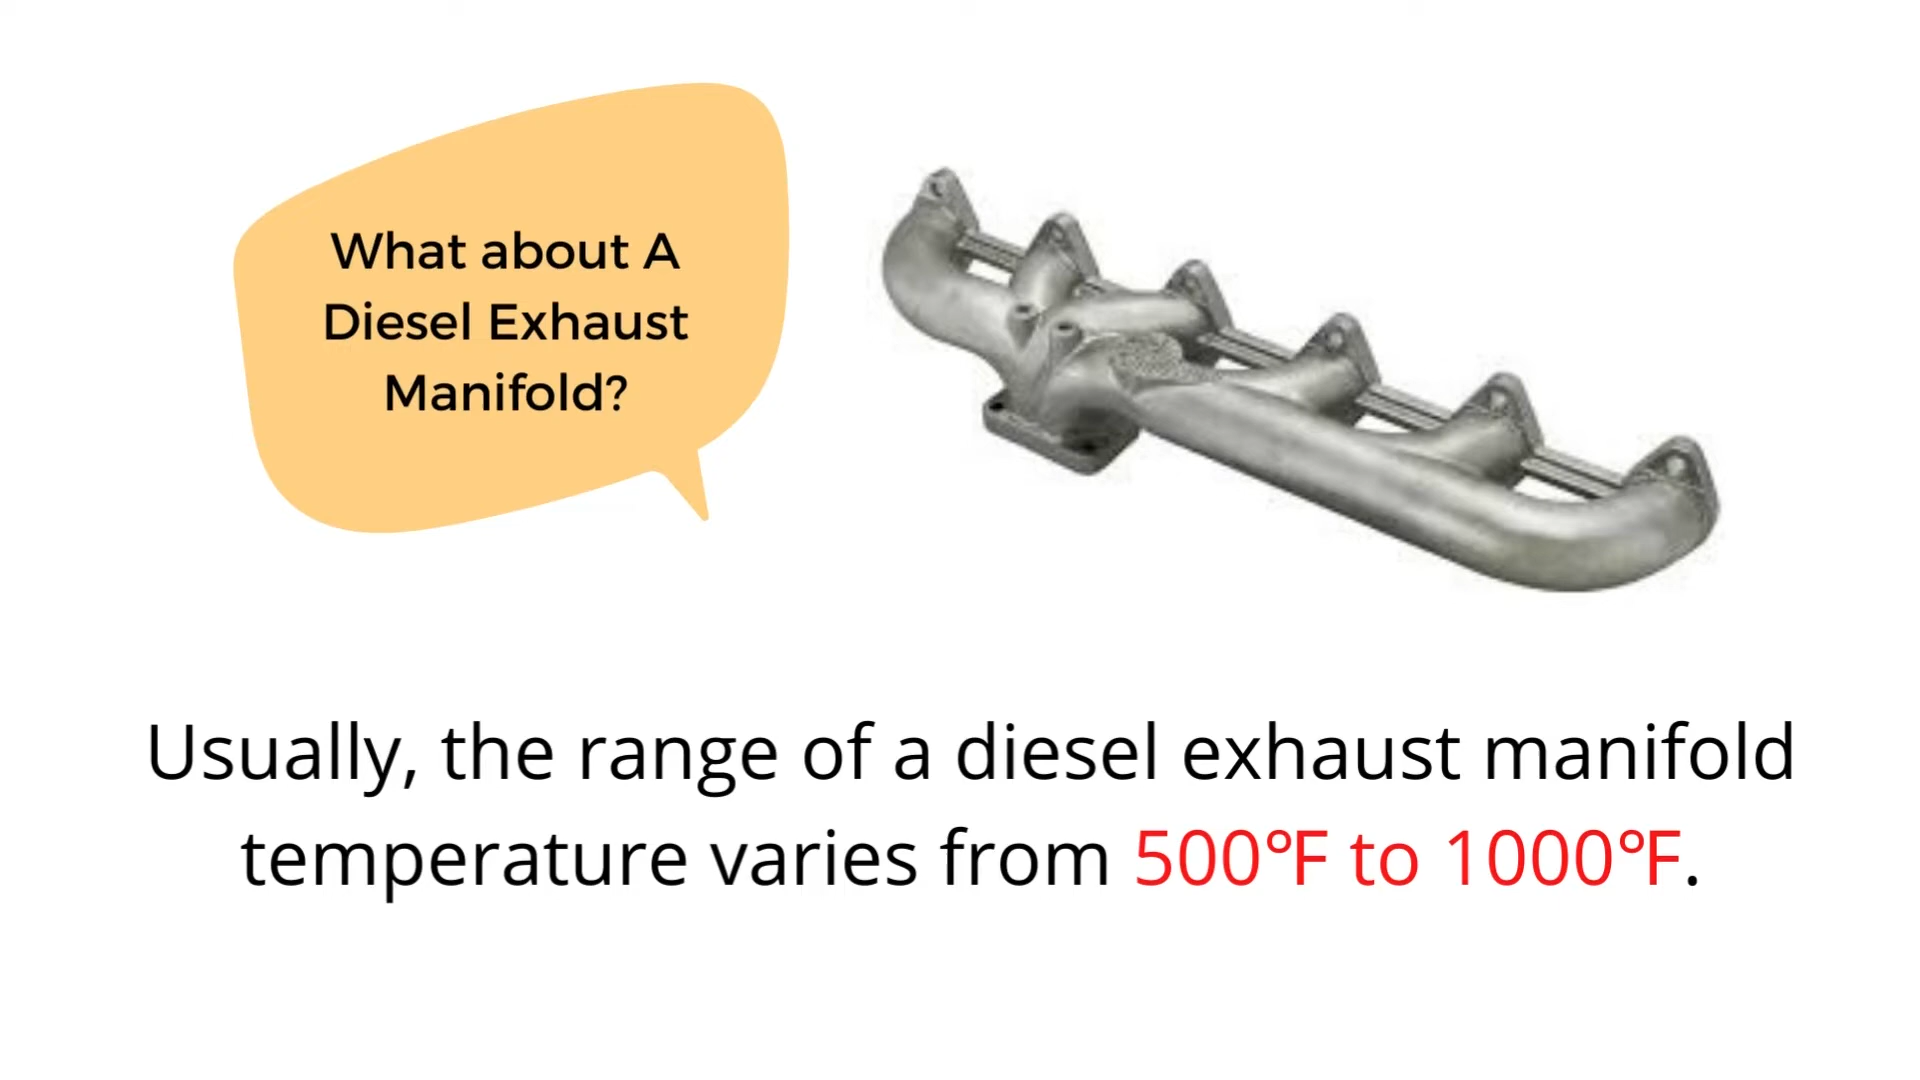 What about A
Diesel Exhaust
Manifold?
Usually, the range of a diesel exhaust manifold
temperature varies from 500℉ to 1000℉.